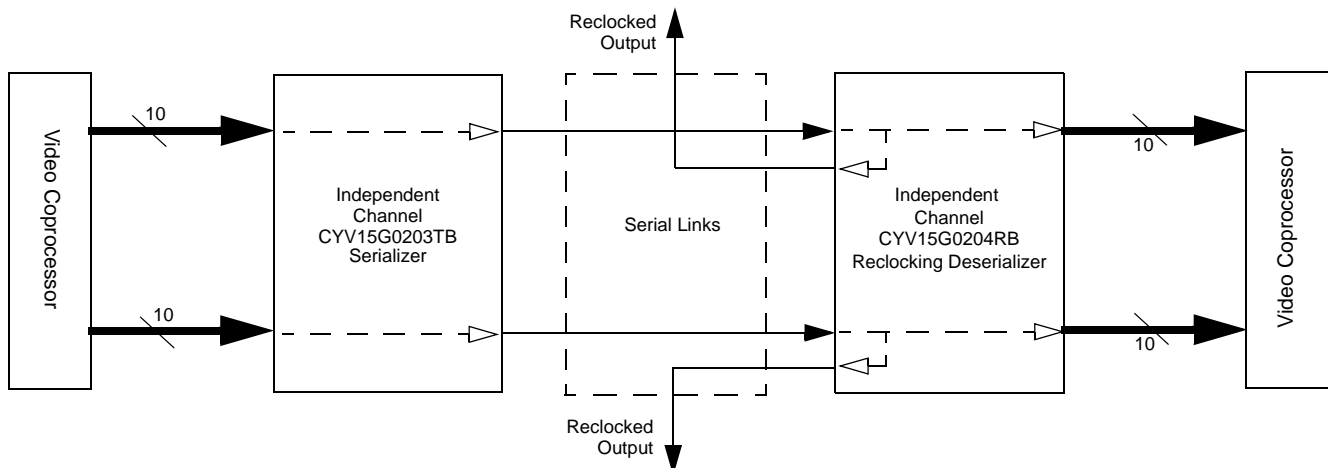 Reclocked
Output
Video Coprocessor
10
10
Independent
Channel
CYV15G0203TB
Serializer
Serial Links
Independent
Channel
CYV15G0204RB
Reclocking Deserializer
10
10
Video Coprocessor
Reclocked
Output